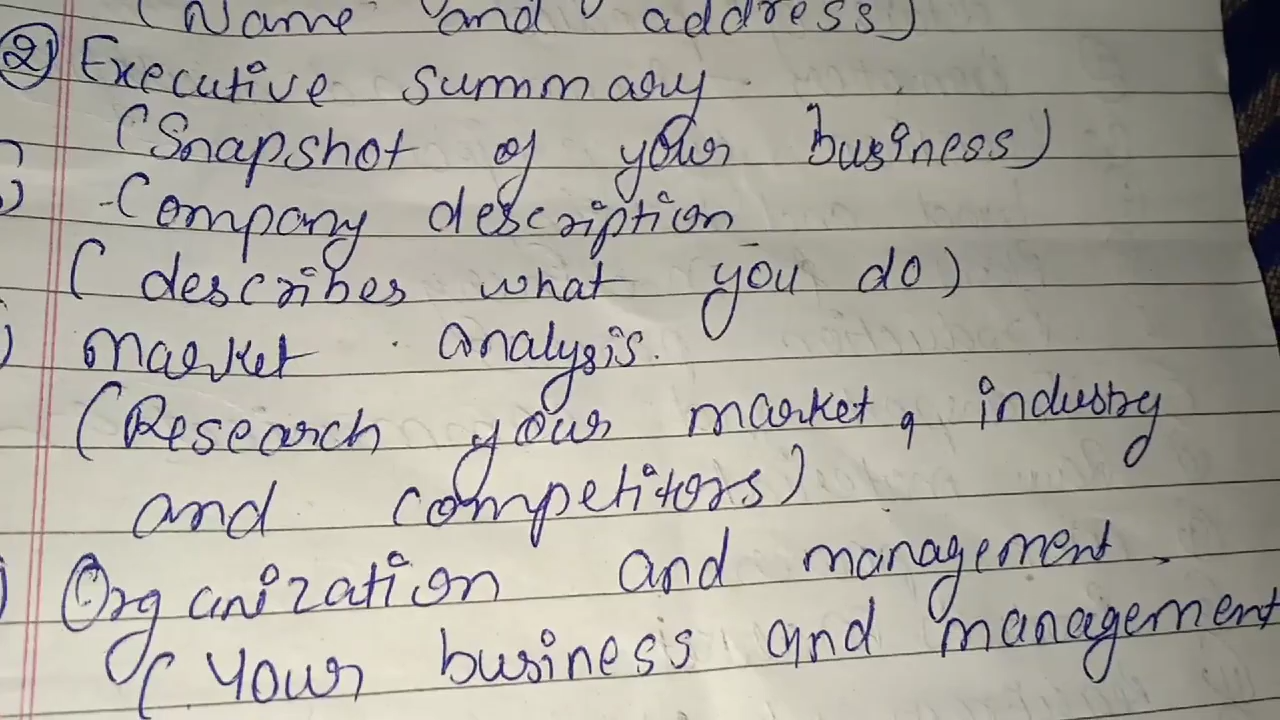 (Name and address)
② Executive summary
(Snapshot of your business)
) Company description
( describes what you do)
) market analysis.
(Research your market, industry
and competitors)
) Organization and management
( Your business and management